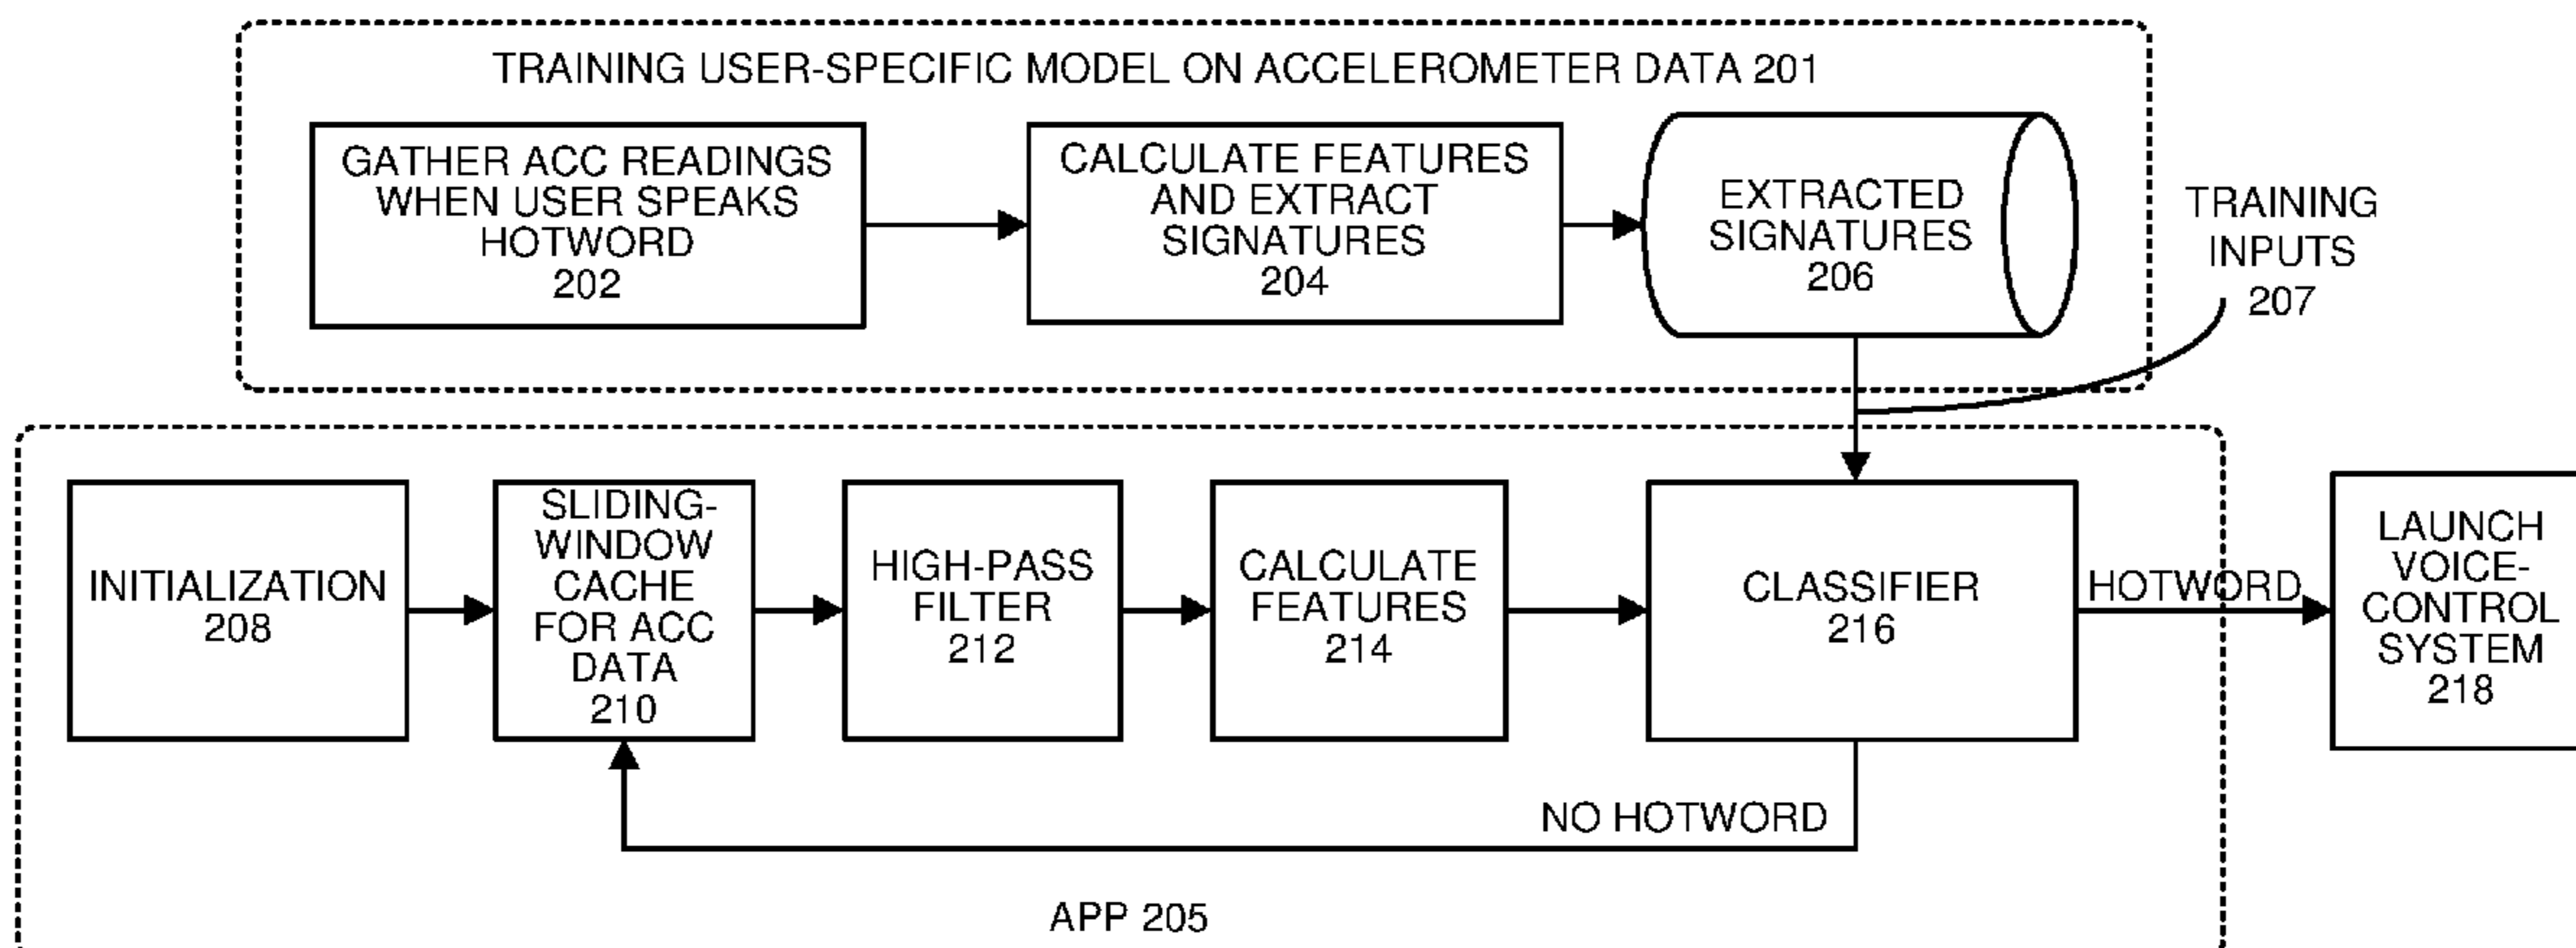 TRAINING USER-SPECIFIC MODEL ON ACCELEROMETER DATA 201
GATHER ACC READINGS
WHEN USER SPEAKS
HOTWORD
202
CALCULATE FEATURES
AND EXTRACT
SIGNATURES
204
EXTRACTED
SIGNATURES
206
TRAINING
INPUTS
207
INITIALIZATION
208
SLIDING-
WINDOW
CACHE
FOR ACC
DATA
210
HIGH-PASS
FILTER
212
CALCULATE
FEATURES
214
CLASSIFIER
216
HOTWORD
LAUNCH
VOICE-
CONTROL
SYSTEM
218
NO HOTWORD
APP 205